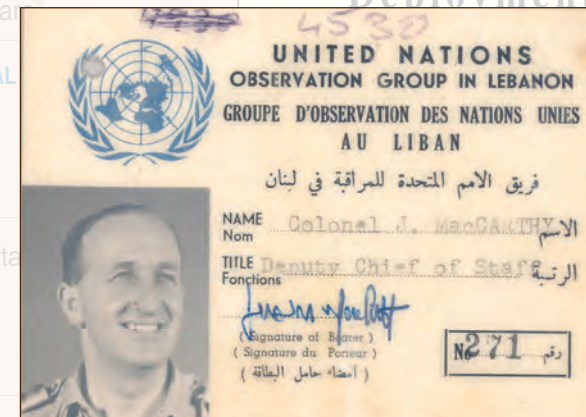 4530
UNITED NATIONS
OBSERVATION GROUP IN LEBANON
GROUPE D'OBSERVATION DES NATIONS UNIES
AU LIBAN
فريق الامم المتحدة للمراقبة في لبنان
NAME Colonel J. MacCARTHY الاسم
Nom
TITLE Deputy Chief of Staff الرتبة
Fonctions
( Signature of Bearer )
( Signature du Porteur )
( امضاء حامل البطاقة )
Nº 271 رقم